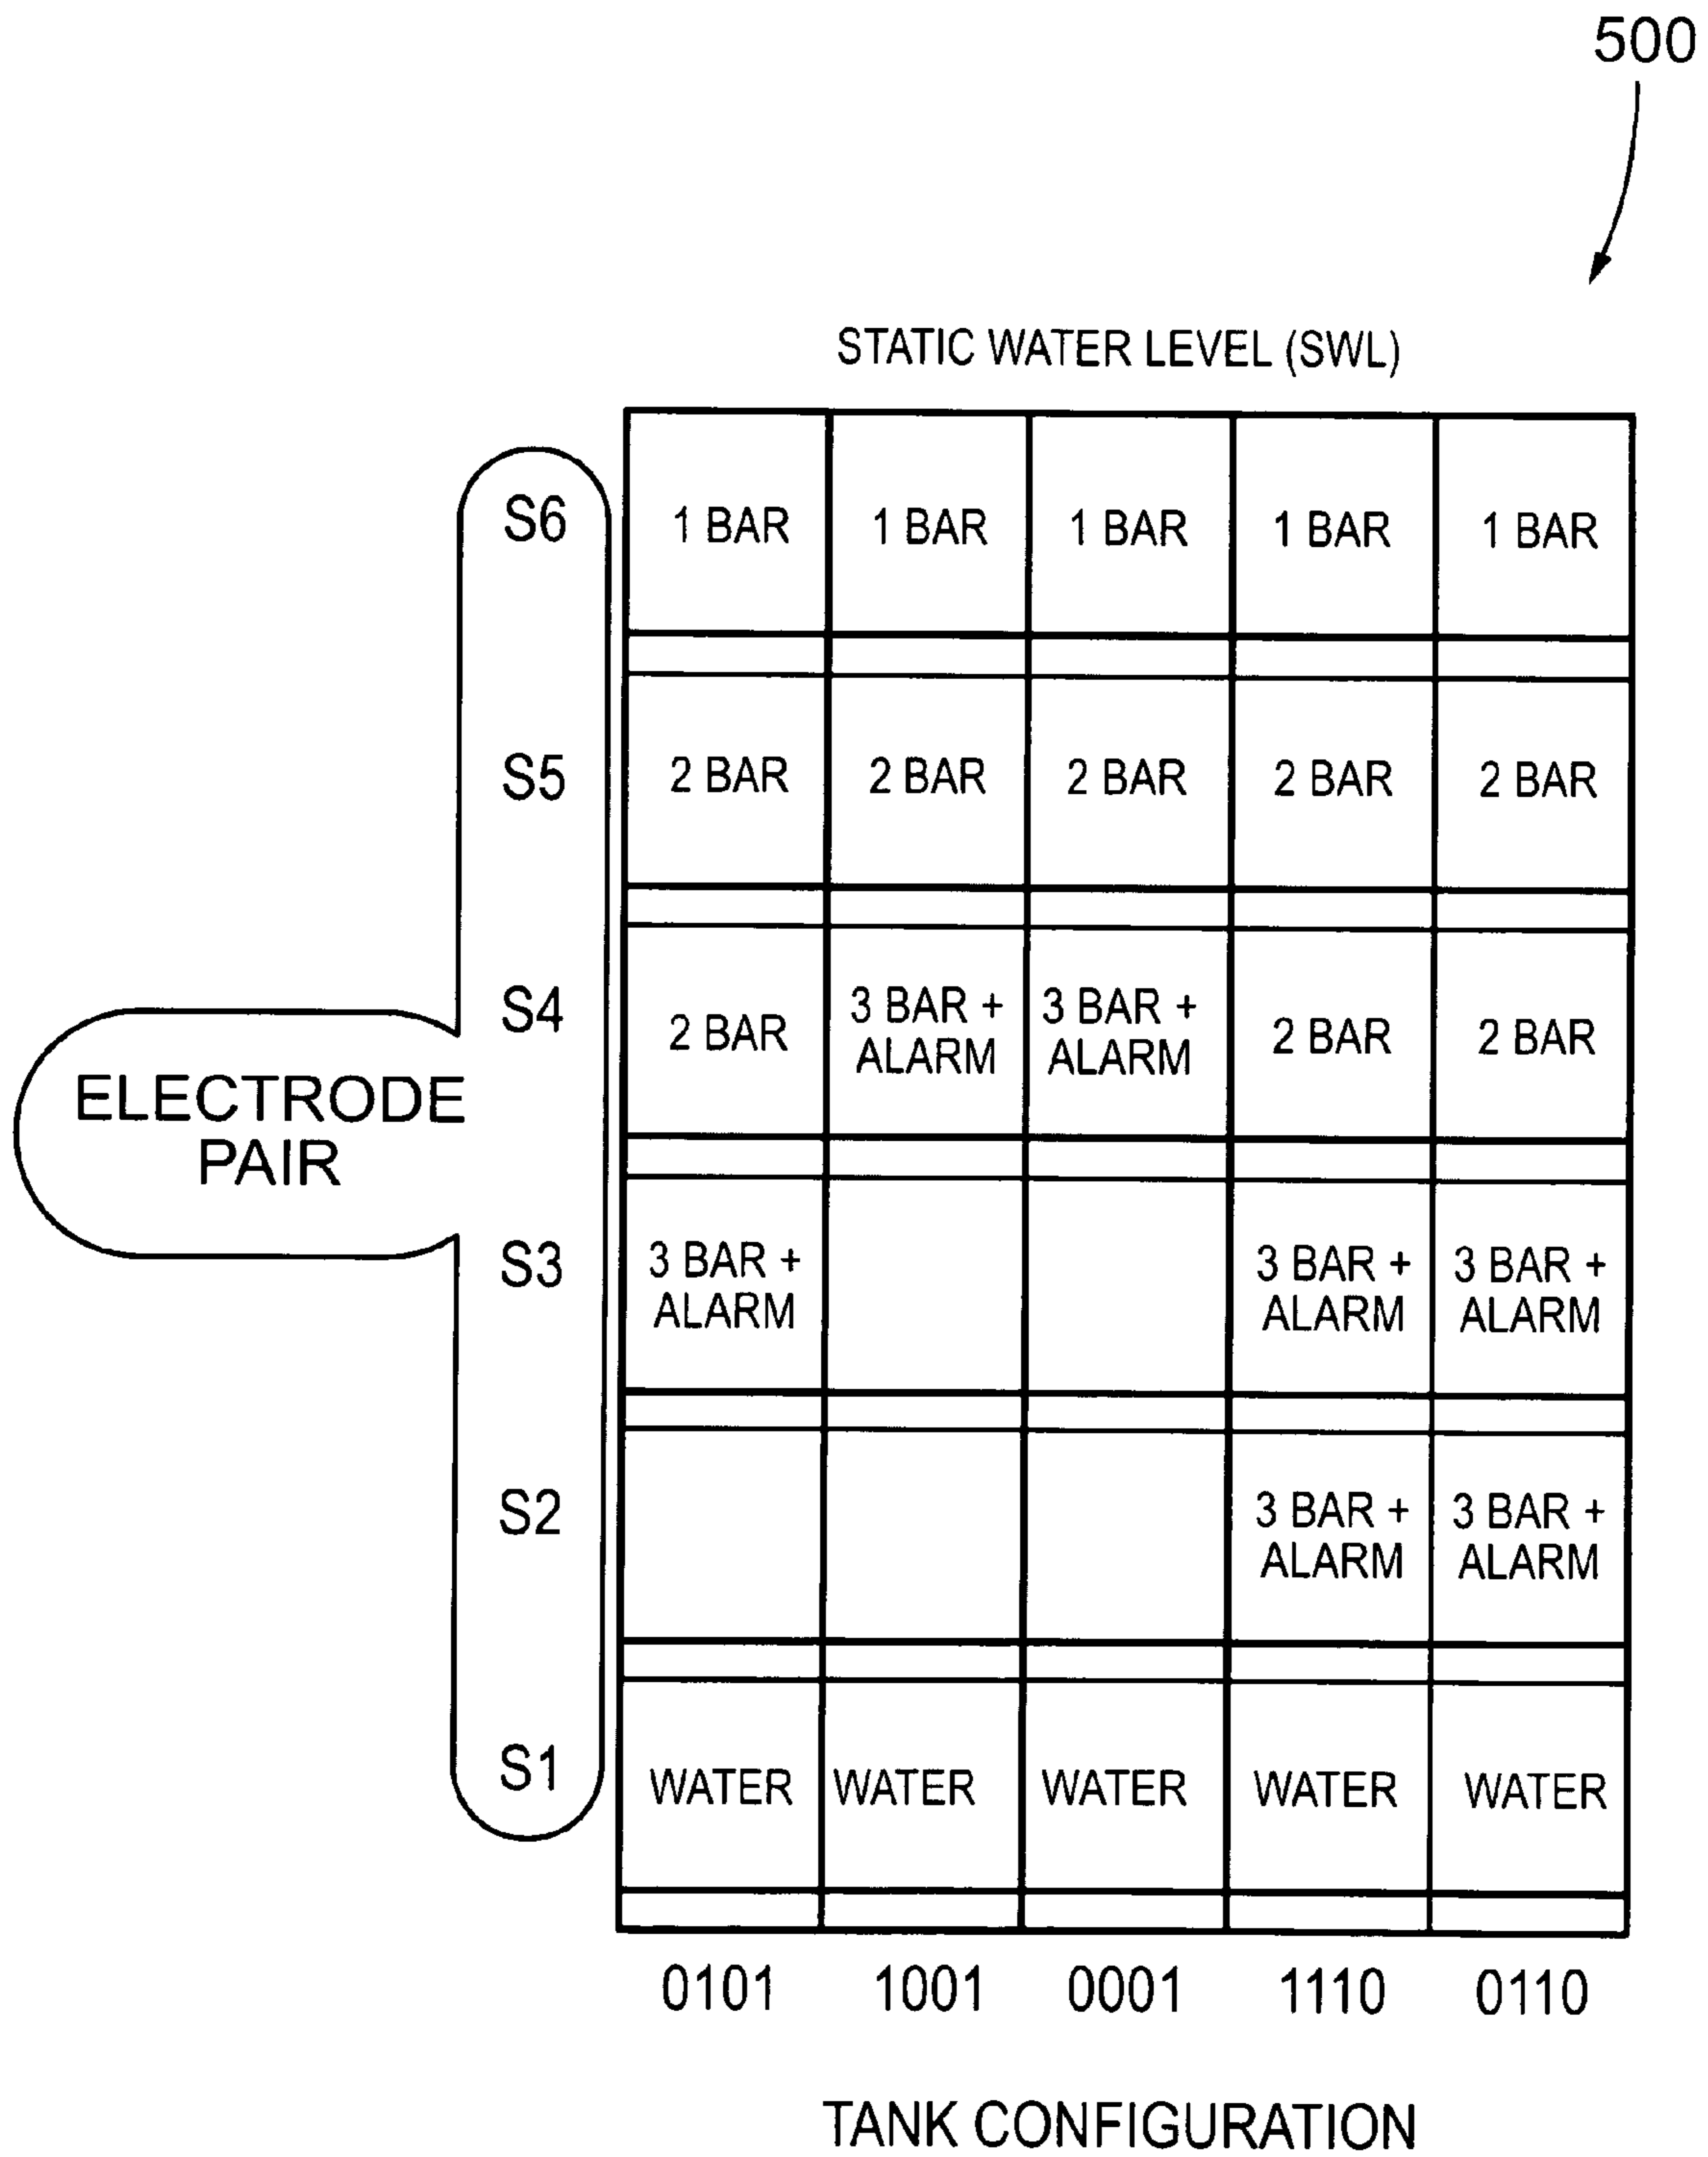 500
STATIC WATER LEVEL (SWL)
S6 1 BAR 1 BAR 1 BAR 1 BAR 1 BAR
S5 2 BAR 2 BAR 2 BAR 2 BAR 2 BAR
S4 2 BAR 3 BAR + ALARM 3 BAR + ALARM 2 BAR 2 BAR
ELECTRODE
PAIR
S3 3 BAR + ALARM 3 BAR + ALARM 3 BAR + ALARM
S2 3 BAR + ALARM 3 BAR + ALARM
S1 WATER WATER WATER WATER WATER
0101 1001 0001 1110 0110
TANK CONFIGURATION